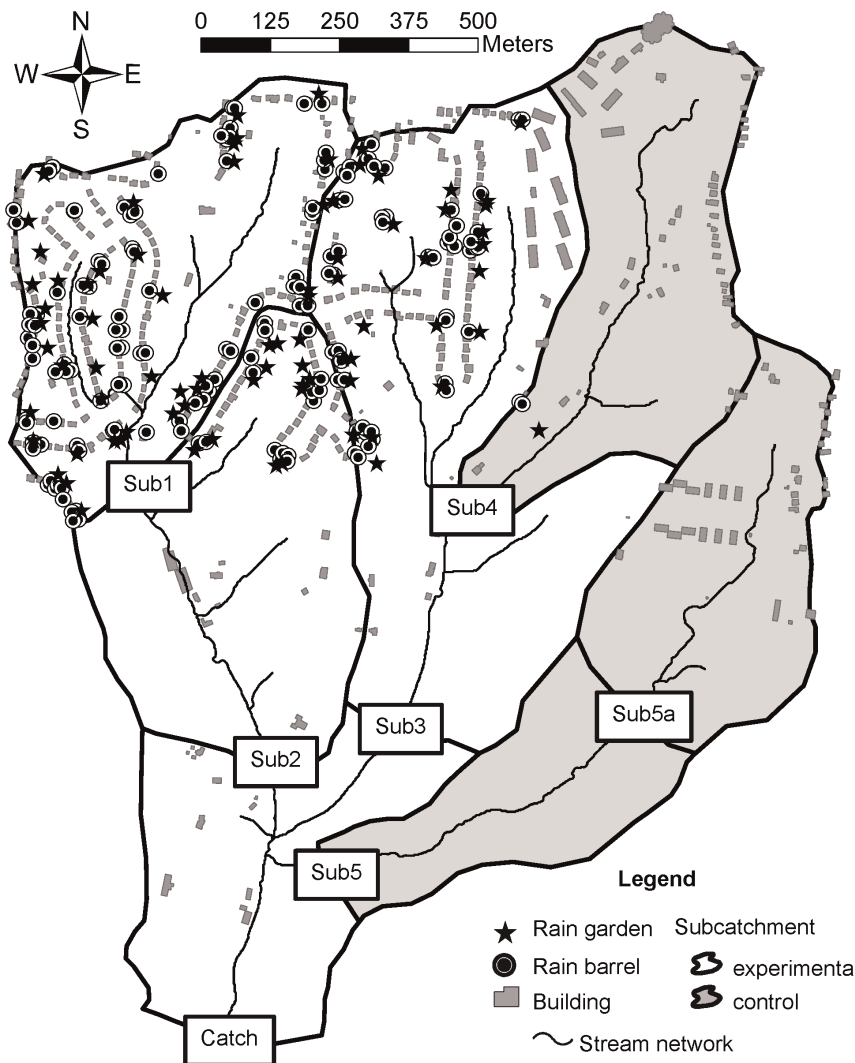 N
W E
S
0 125 250 375 500
Meters
Sub1
Sub4
Sub3
Sub5a
Sub2
Sub5
Catch
Legend
Rain garden
Rain barrel
Building
Stream network
Subcatchment
experimenta
control